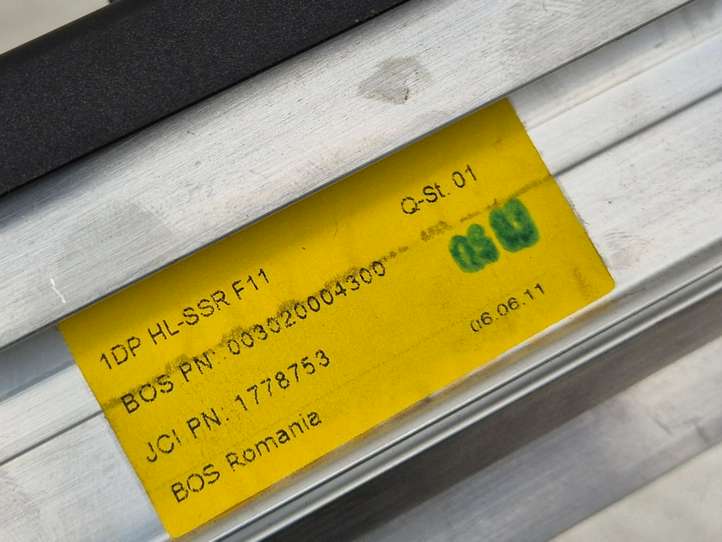 1DP HL-SSR F11
Q-St. 01
BOS PN: 003020004300
JCI PN: 1778753
06.06.11
BOS Romania